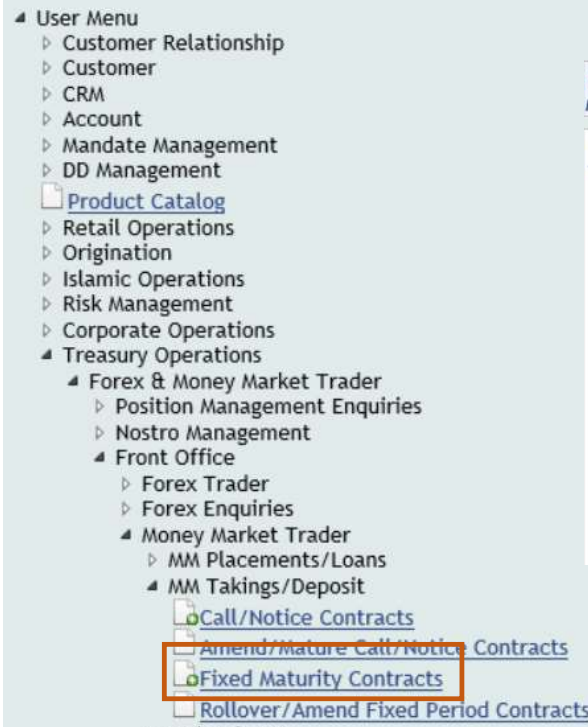 User Menu
Customer Relationship
Customer
CRM
Account
Mandate Management
DD Management
Product Catalog
Retail Operations
Origination
Islamic Operations
Risk Management
Corporate Operations
Treasury Operations
Forex & Money Market Trader
Position Management Enquiries
Nostro Management
Front Office
Forex Trader
Forex Enquiries
Money Market Trader
MM Placements/Loans
MM Takings/Deposit
Call/Notice Contracts
Amend/Mature Call/Notice Contracts
Fixed Maturity Contracts
Rollover/Amend Fixed Period Contracts